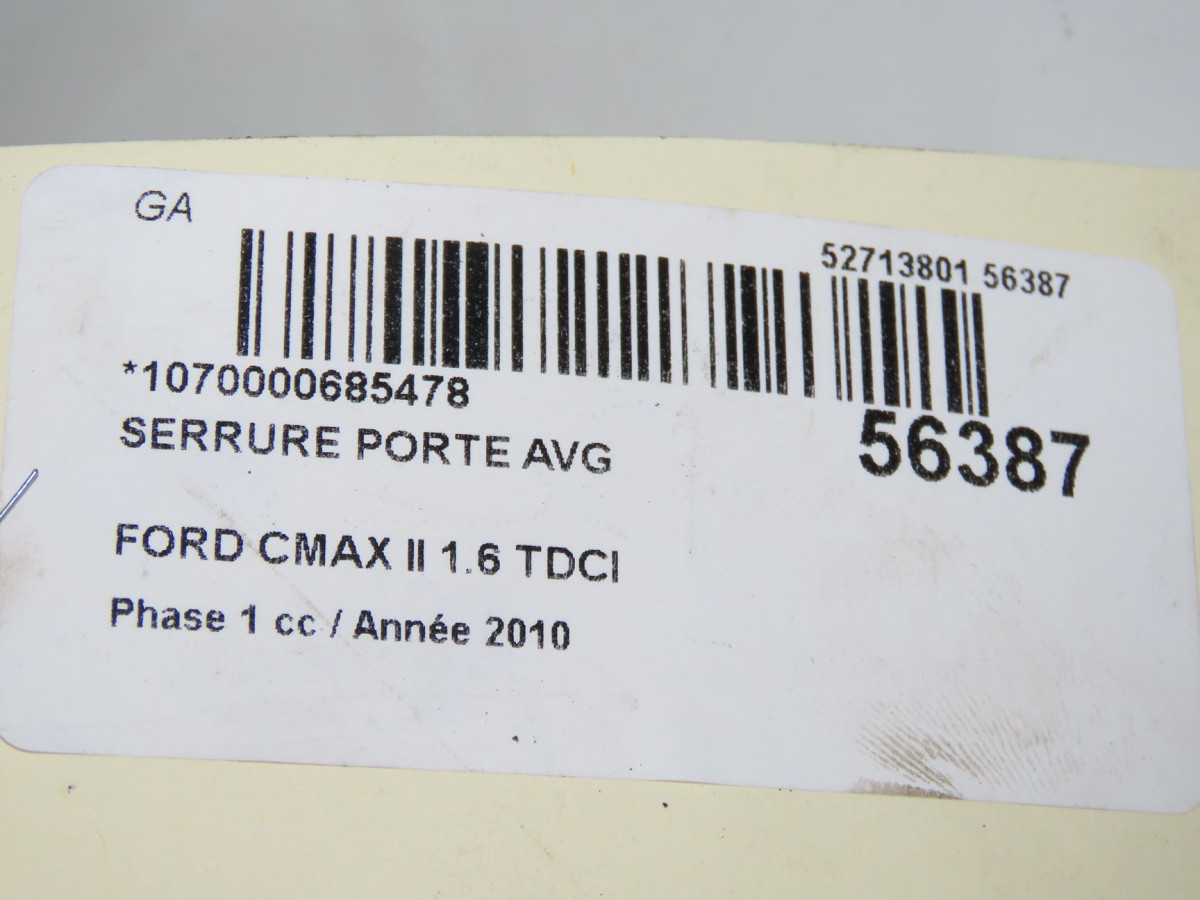 GA
52713801 56387
*1070000685478
56387
SERRURE PORTE AVG
FORD CMAX II 1.6 TDCI
Phase 1 cc / Année 2010